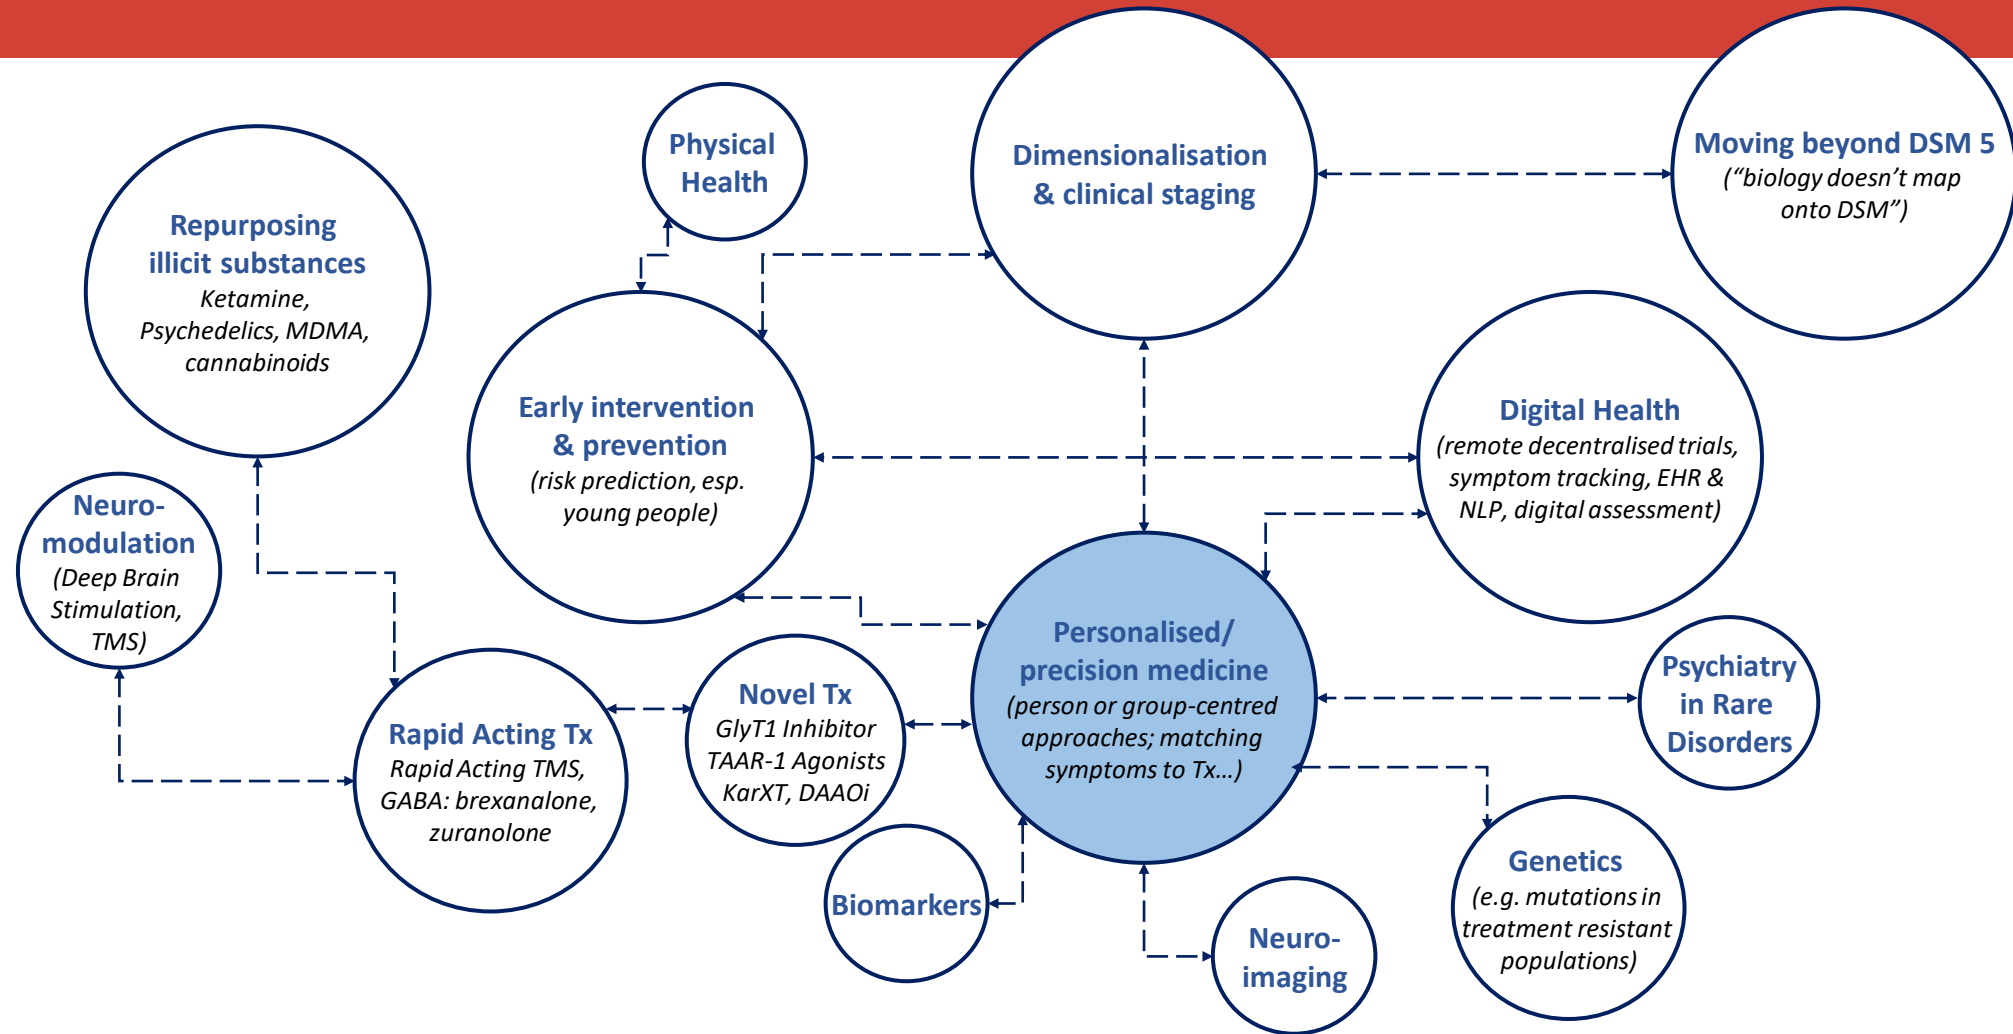 Physical
Health
Dimensionalisation
& clinical staging
Moving beyond DSM 5
(“biology doesn’t map
onto DSM”)
Repurposing
illicit substances
Ketamine,
Psychedelics, MDMA,
cannabinoids
Early intervention
& prevention
(risk prediction, esp.
young people)
Digital Health
(remote decentralised trials,
symptom tracking, EHR &
NLP, digital assessment)
Neuro-
modulation
(Deep Brain
Stimulation,
TMS)
Rapid Acting Tx
Rapid Acting TMS,
GABA: brexanalone,
zuranolone
Novel Tx
GlyT1 Inhibitor
TAAR-1 Agonists
KarXT, DAAOi
Personalised/
precision medicine
(person or group-centred
approaches; matching
symptoms to Tx…)
Psychiatry
in Rare
Disorders
Biomarkers
Neuro-
imaging
Genetics
(e.g. mutations in
treatment resistant
populations)